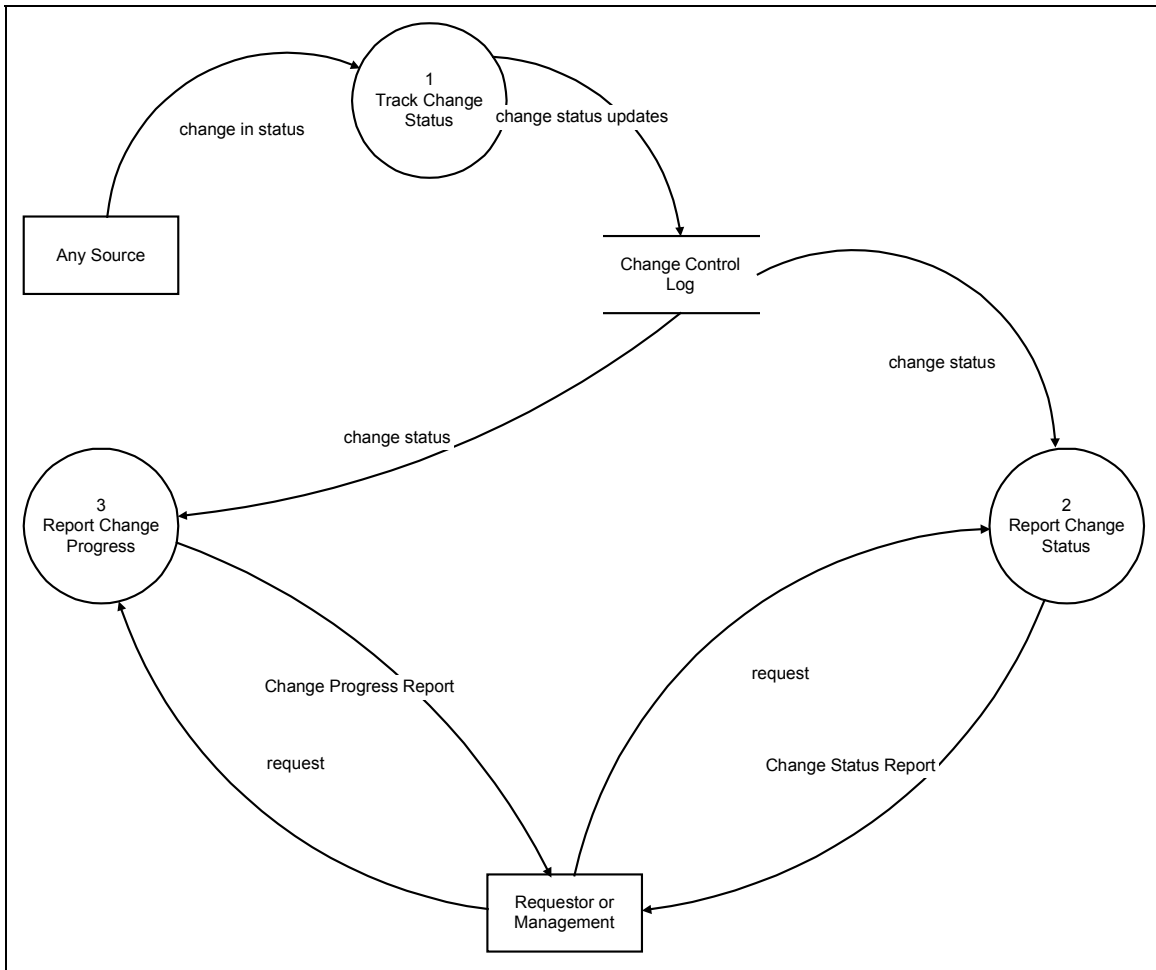 1
Track Change
Status
change in status
change status updates
Any Source
Change Control
Log
change status
change status
3
Report Change
Progress
2
Report Change
Status
Change Progress Report
request
request
Change Status Report
Requestor or
Management